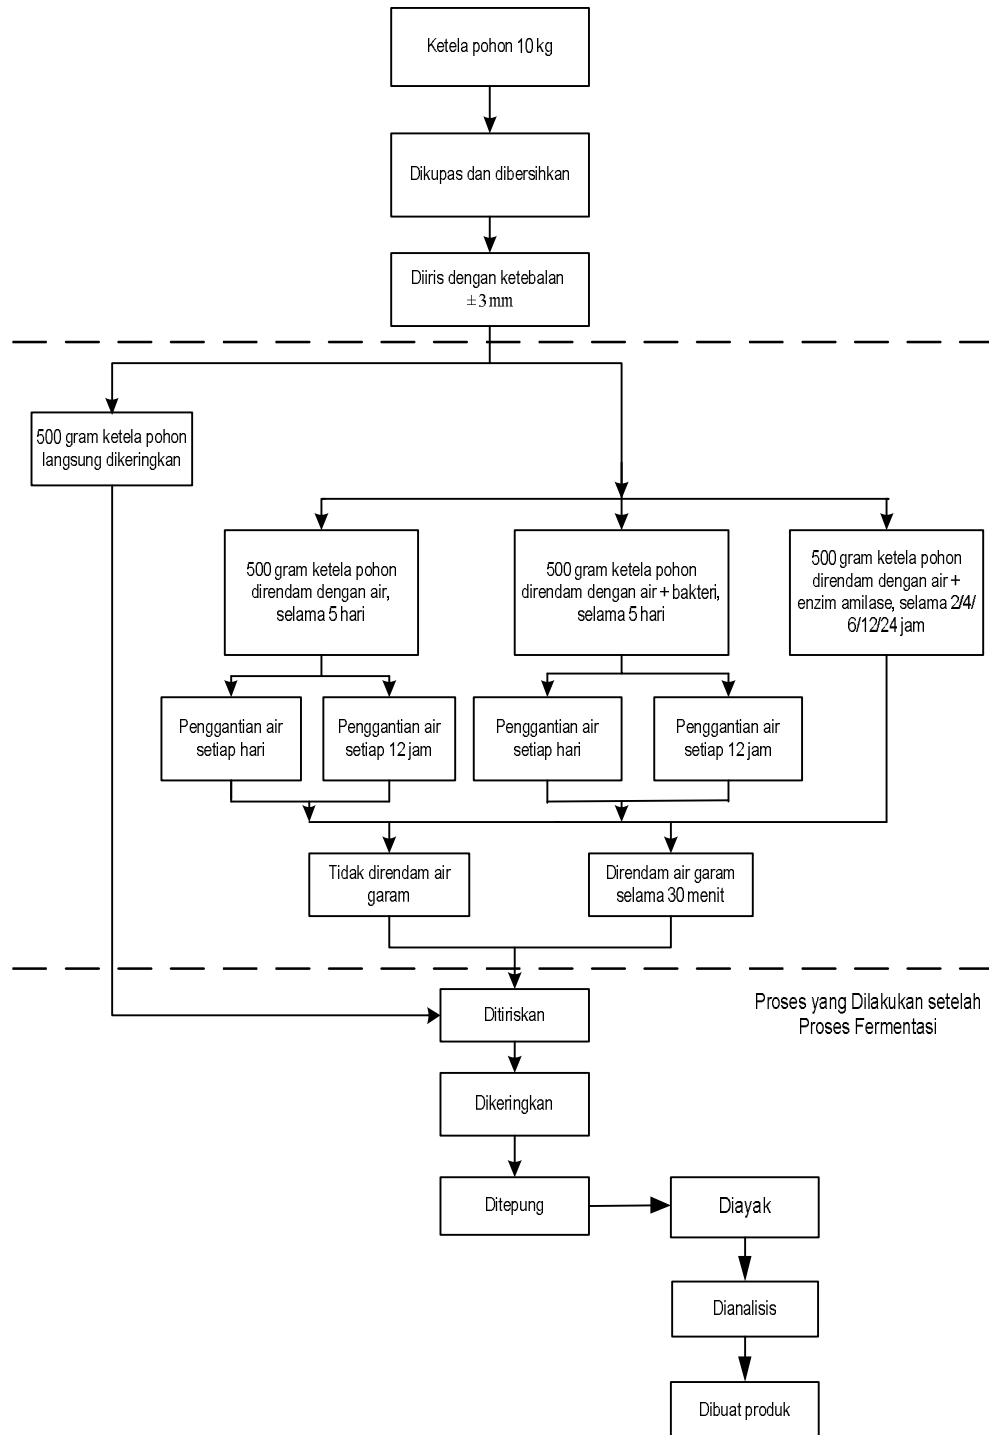 Ketela pohon 10 kg
Dikupas dan dibersihkan
Diiris dengan ketebalan
± 3 mm
500 gram ketela pohon
langsung dikeringkan
500 gram ketela pohon
direndam dengan air,
selama 5 hari
500 gram ketela pohon
direndam dengan air + bakteri,
selama 5 hari
500 gram ketela pohon
direndam dengan air +
enzim amilase, selama 2/4/
6/12/24 jam
Penggantian air
setiap hari
Penggantian air
setiap 12 jam
Penggantian air
setiap hari
Penggantian air
setiap 12 jam
Tidak direndam air
garam
Direndam air garam
selama 30 menit
Proses yang Dilakukan setelah
Proses Fermentasi
Ditiriskan
Dikeringkan
Ditepung
Diayak
Dianalisis
Dibuat produk